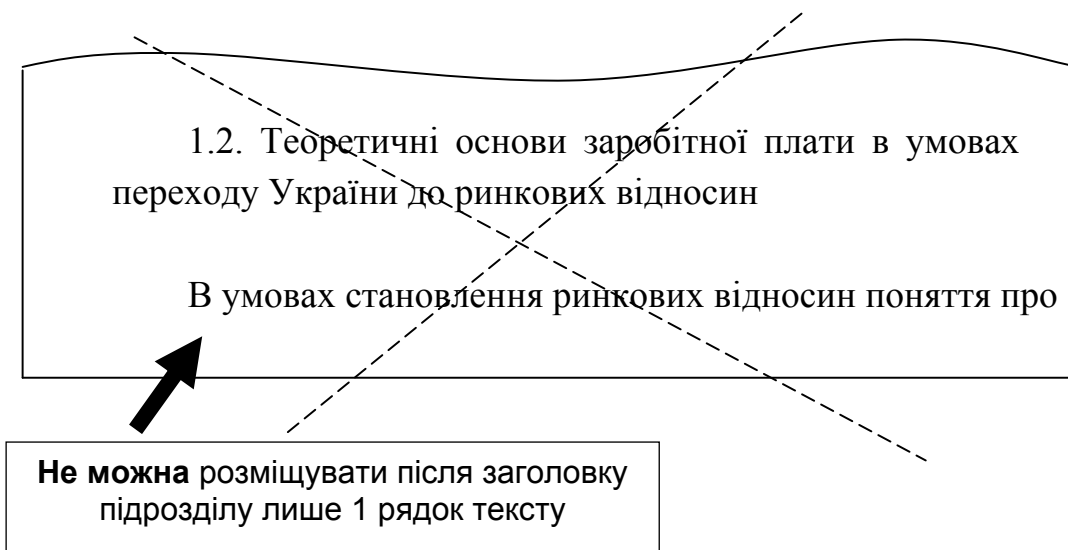 1.2. Теоретичні основи заробітної плати в умовах
переходу України до ринкових відносин
В умовах становлення ринкових відносин поняття про
Не можна розміщувати після заголовку
підрозділу лише 1 рядок тексту